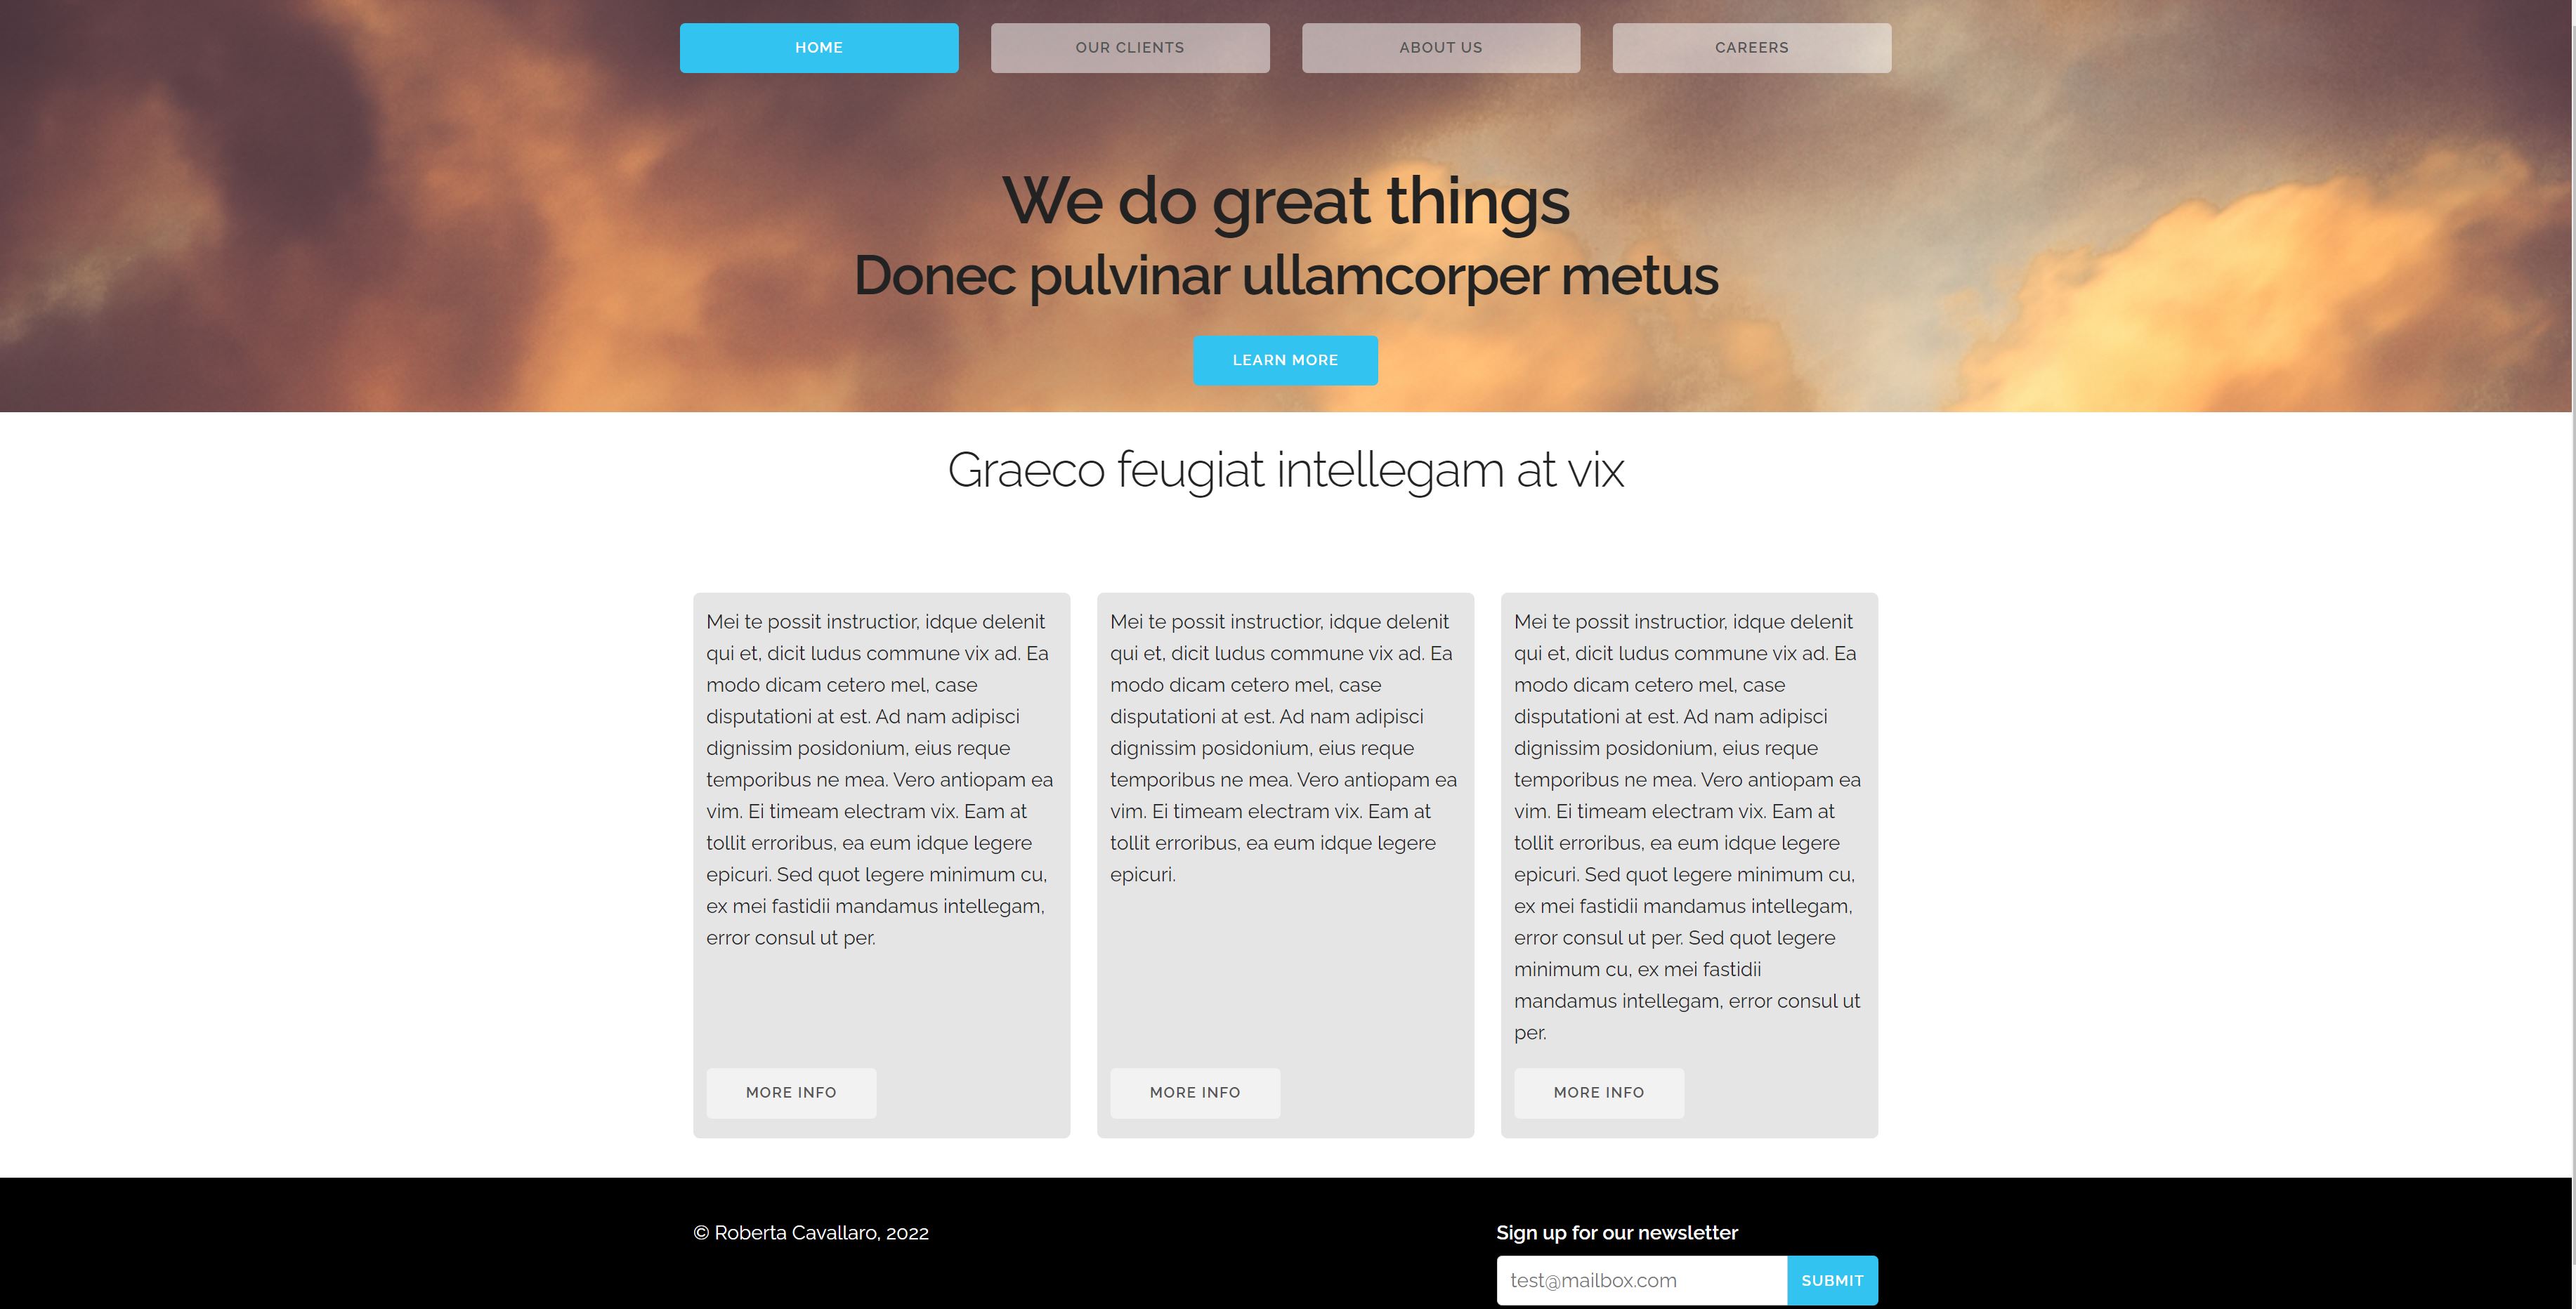 HOME
OUR CLIENTS
ABOUT US
CAREERS
We do great things
Donec pulvinar ullamcorper metus
LEARN MORE
Graeco feugiat intellegam at vix
Mei te possit instructior, idque delenit
qui et, dicit ludus commune vix ad. Ea
modo dicam cetero mel, case
disputationi at est. Ad nam adipisci
dignissim posidonium, eius reque
temporibus ne mea. Vero antiopam ea
vim. Ei timeam electram vix. Eam at
tollit erroribus, ea eum idque legere
epicuri. Sed quot legere minimum cu,
ex mei fastidii mandamus intellegam,
error consul ut per.
MORE INFO
Mei te possit instructior, idque delenit
qui et, dicit ludus commune vix ad. Ea
modo dicam cetero mel, case
disputationi at est. Ad nam adipisci
dignissim posidonium, eius reque
temporibus ne mea. Vero antiopam ea
vim. Ei timeam electram vix. Eam at
tollit erroribus, ea eum idque legere
epicuri.
MORE INFO
Mei te possit instructior, idque delenit
qui et, dicit ludus commune vix ad. Ea
modo dicam cetero mel, case
disputationi at est. Ad nam adipisci
dignissim posidonium, eius reque
temporibus ne mea. Vero antiopam ea
vim. Ei timeam electram vix. Eam at
tollit erroribus, ea eum idque legere
epicuri. Sed quot legere minimum cu,
ex mei fastidii mandamus intellegam,
error consul ut per. Sed quot legere
minimum cu, ex mei fastidii
mandamus intellegam, error consul ut
per.
MORE INFO
© Roberta Cavallaro, 2022
Sign up for our newsletter
test@mailbox.com
SUBMIT